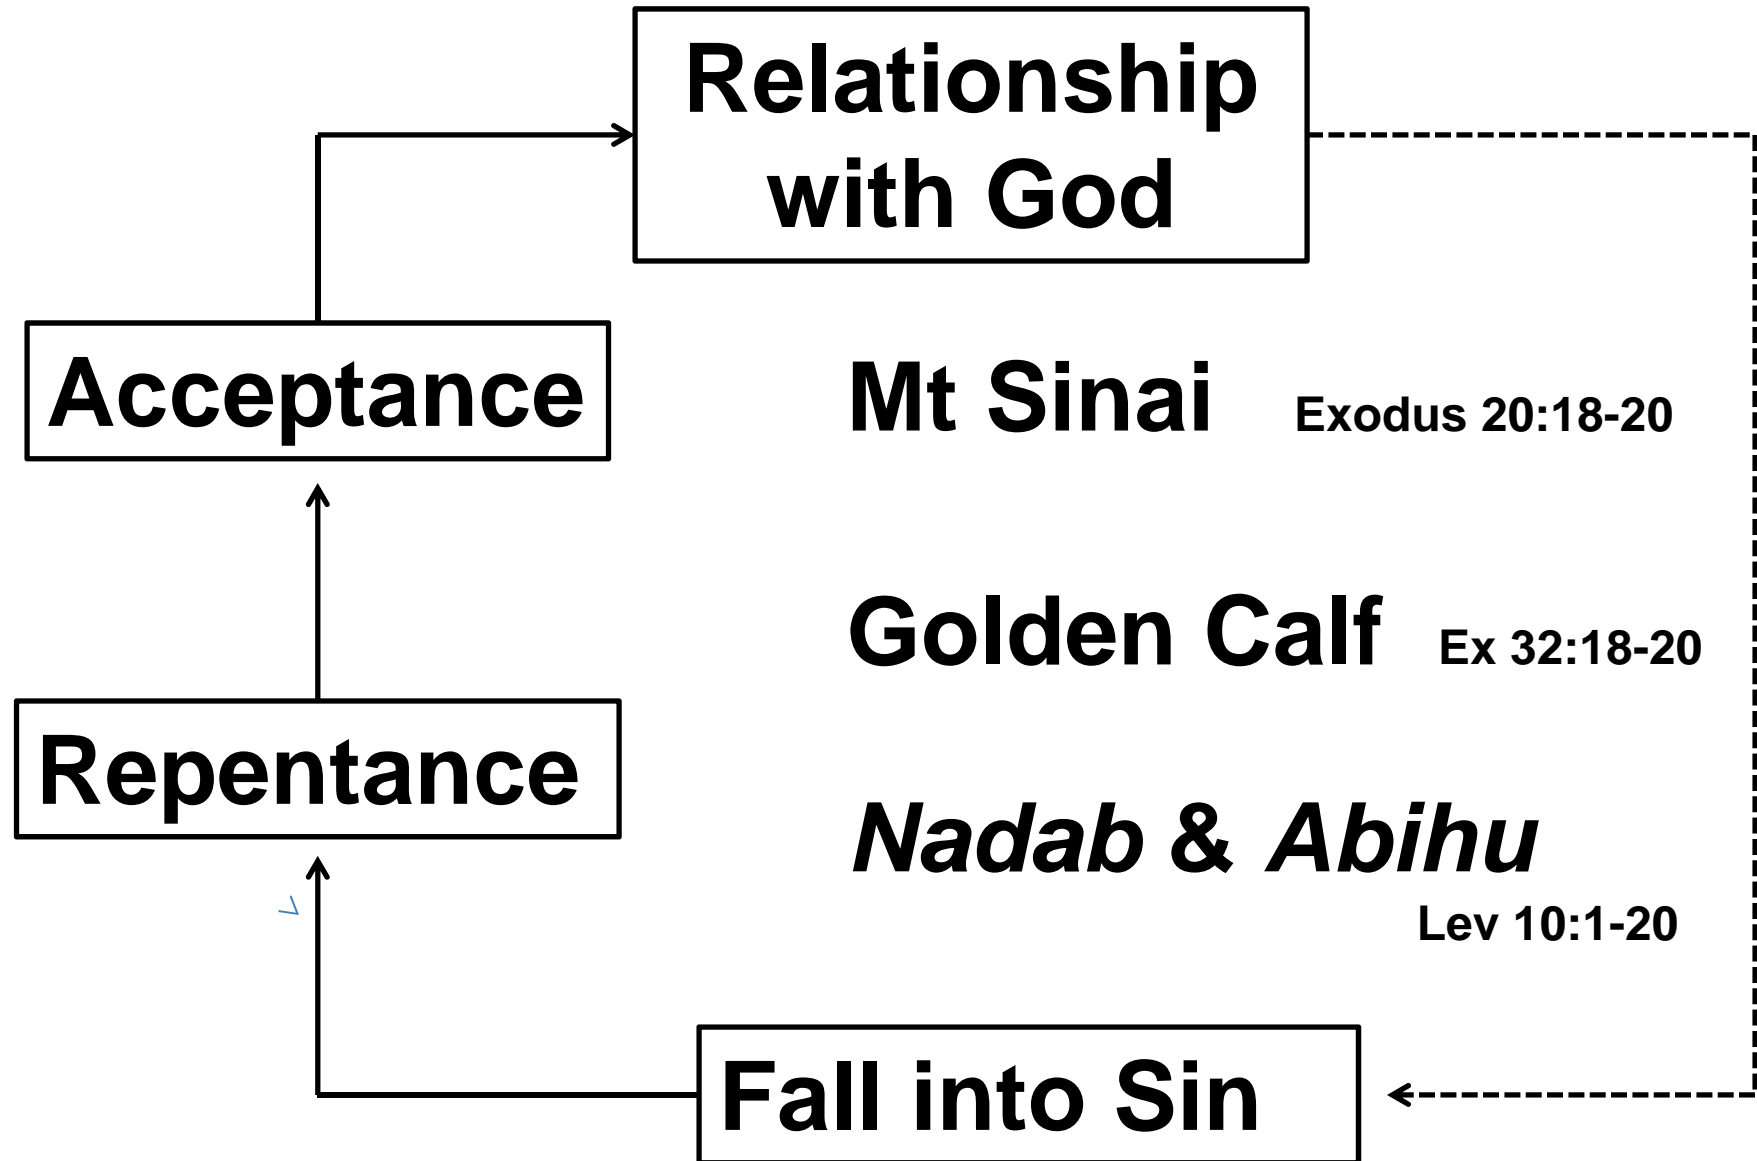 Relationship
with God
Acceptance
Mt Sinai Exodus 20:18-20
Golden Calf Ex 32:18-20
Repentance
Nadab & Abihu
Lev 10:1-20
Fall into Sin